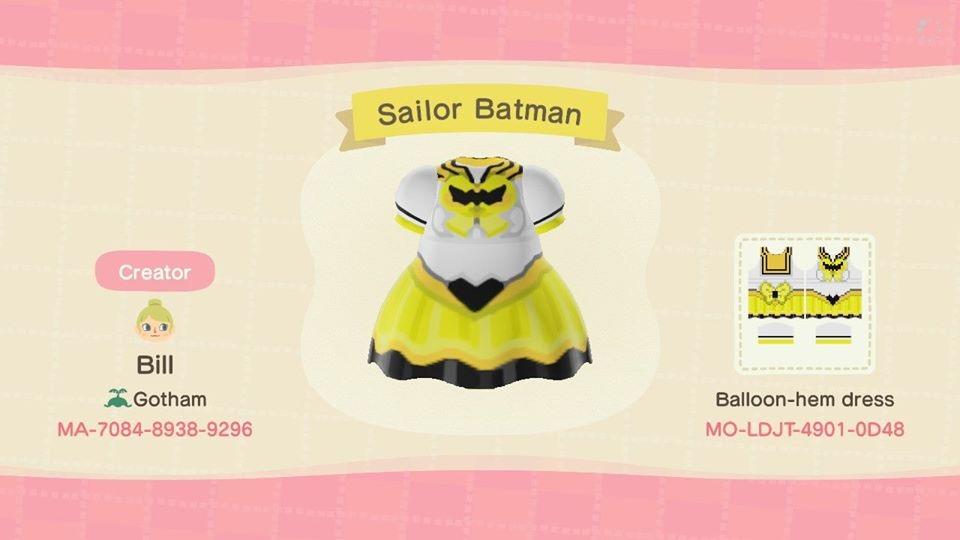 Sailor Batman
Creator
Bill
Gotham
MA-7084-8938-9296
Balloon-hem dress
MO-LDJT-4901-0D48